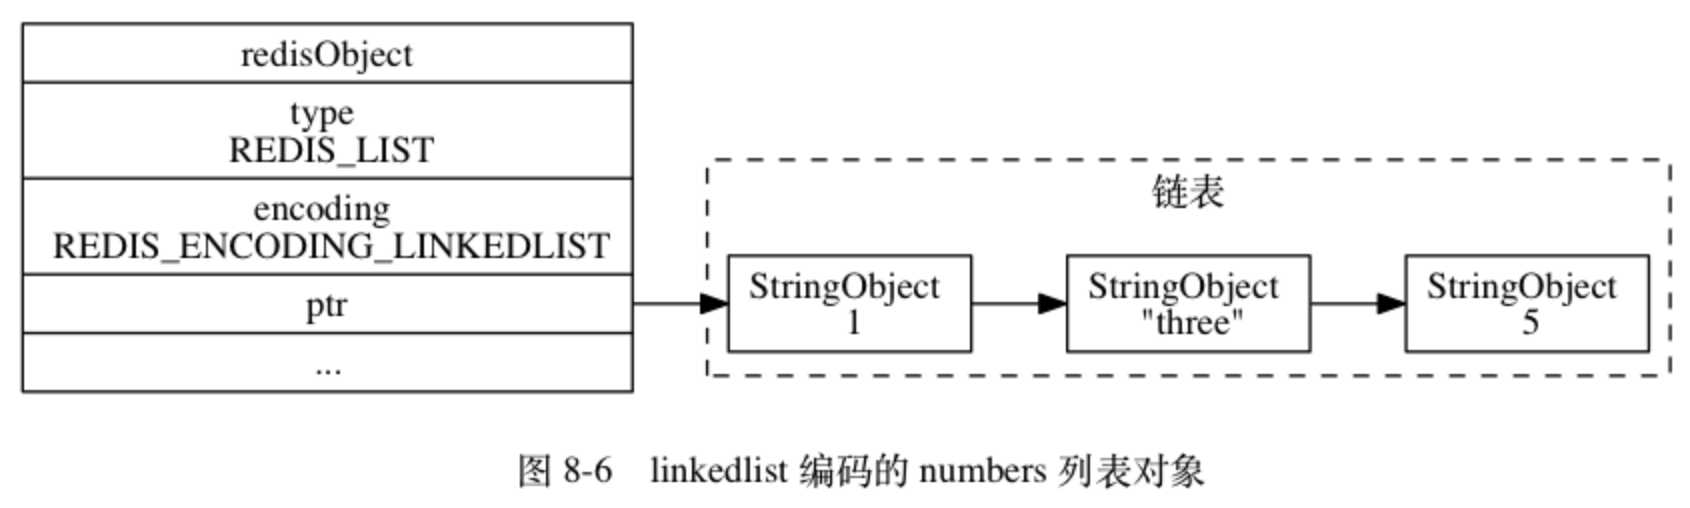 redisObject
type
REDIS_LIST
encoding
REDIS_ENCODING_LINKEDLIST
ptr
...
链表
StringObject
1
StringObject
"three"
StringObject
5
图 8-6 linkedlist 编码的 numbers 列表对象